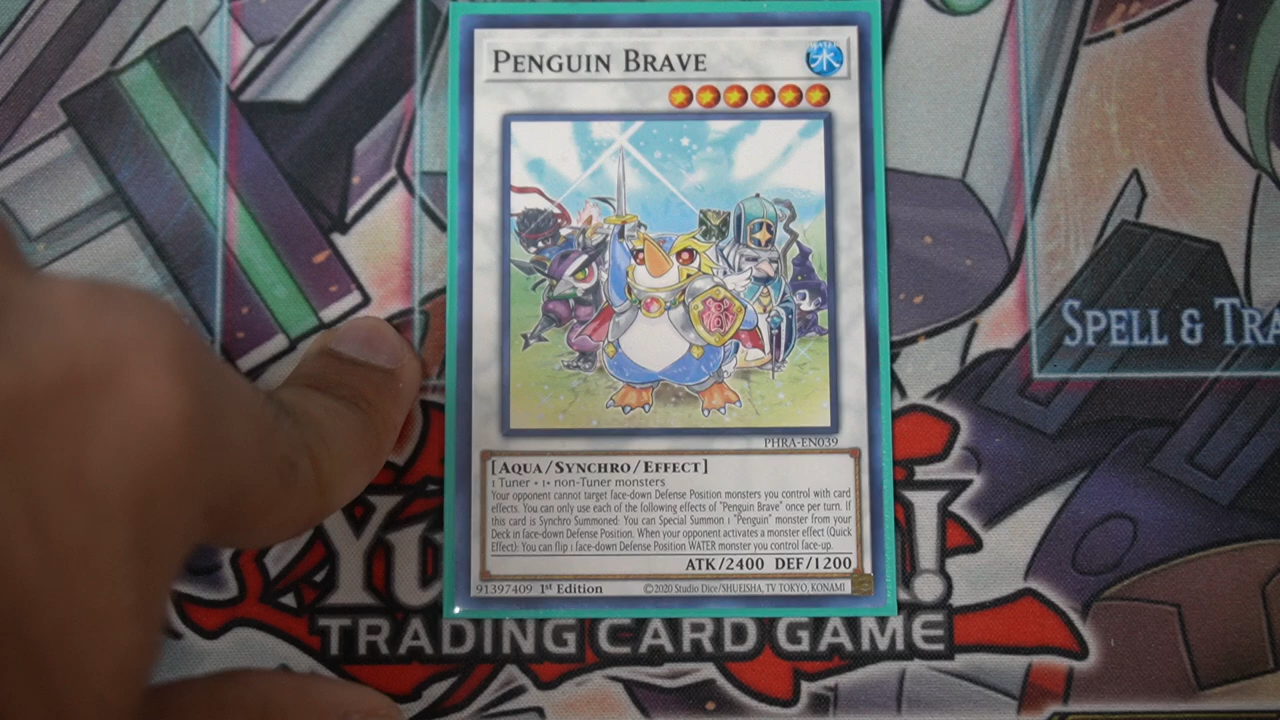 PENGUIN BRAVE
WATER
水
PHRA-EN039
[AQUA/SYNCHRO/EFFECT]
1 Tuner + 1+ non-Tuner monsters
Your opponent cannot target face-down Defense Position monsters you control with card
effects. You can only use each of the following effects of "Penguin Brave" once per turn. If
this card is Synchro Summoned: You can Special Summon 1 "Penguin" monster from your
Deck in face-down Defense Position. When your opponent activates a monster effect (Quick
Effect): You can flip 1 face-down Defense Position WATER monster you control face-up.
ATK/2400 DEF/1200
91397409 1st Edition ©2020 Studio Dice/SHUEISHA, TV TOKYO, KONAMI
SPELL & TRA
TRADING CARD GAME